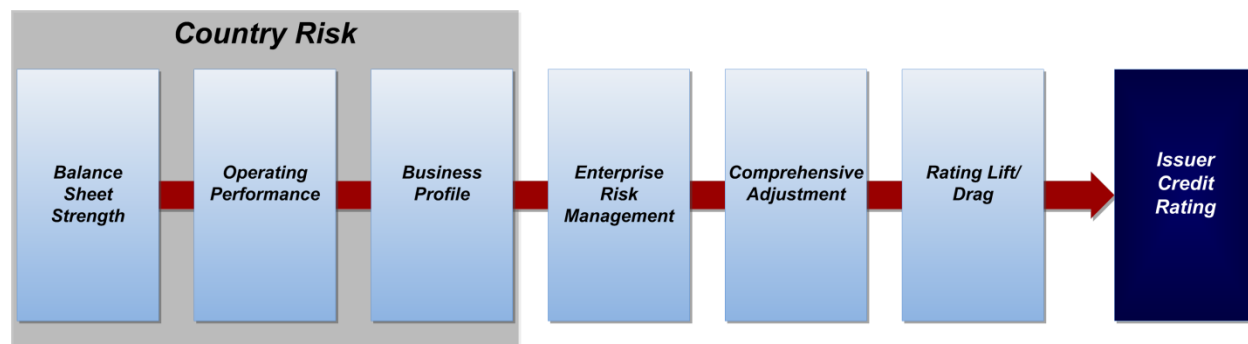 Country Risk
Balance
Sheet
Strength
Operating
Performance
Business
Profile
Enterprise
Risk
Management
Comprehensive
Adjustment
Rating Lift/
Drag
Issuer
Credit
Rating